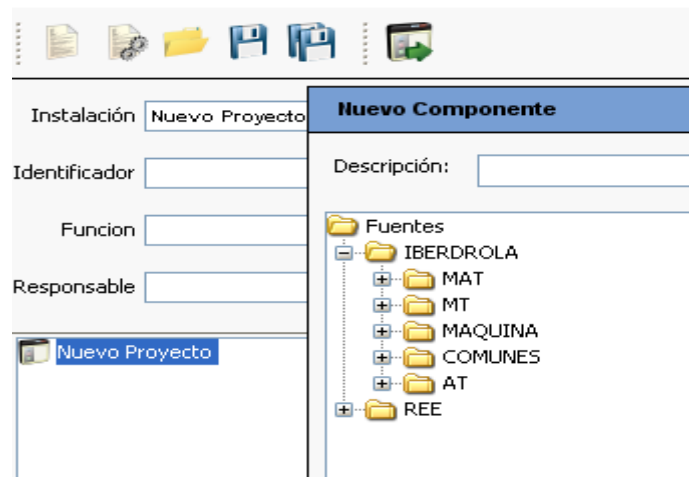 Instalación Nuevo Proyecto
Identificador
Funcion
Responsable
Nuevo Proyecto
Nuevo Componente
Descripción:
Fuentes
IBERDROLA
MAT
MT
MAQUINA
COMUNES
AT
REE